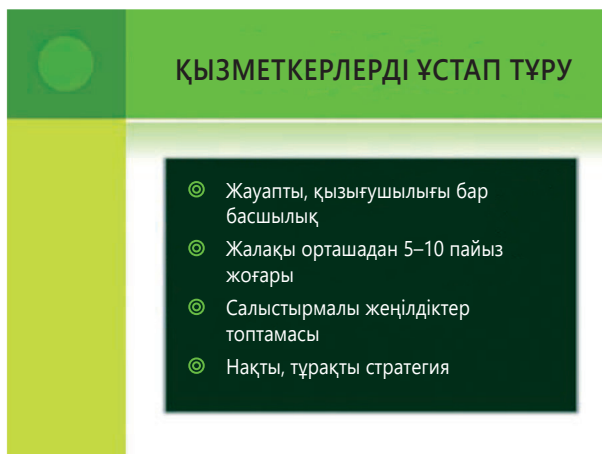 ҚЫЗМЕТКЕРЛЕРДІ ҰСТАП ТҰРУ
Жауапты, қызығушылығы бар
басшылық
Жалақы орташадан 5–10 пайыз
жоғары
Салыстырмалы жеңілдіктер
топтамасы
Нақты, тұрақты стратегия